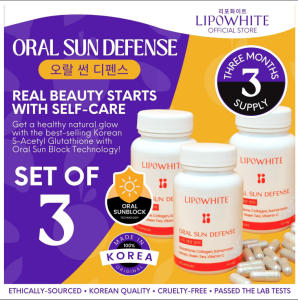 리포화이트
LIPOWHITE
OFFICIAL STORE
ORAL SUN DEFENSE
오랄 썬 디펜스
REAL BEAUTY STARTS
WITH SELF-CARE
Get a healthy natural glow
with the best-selling Korean
S-Acetyl Glutathione with
Oral Sun Block Technology!
SET OF
3
THREE MONTHS
3
SUPPLY
ORAL
SUNBLOCK
TECHNOLOGY
MADE IN
100%
KOREA
ORIGINAL
LIPOWHITE
ORAL SUN DEFENSE
LIPOWHITE
ORAL SUN DEFENSE
LIPOWHITE
ORAL SUN DEFENSE
ETHICALLY-SOURCED • KOREAN QUALITY • CRUELTY-FREE • PASSED THE LAB TESTS